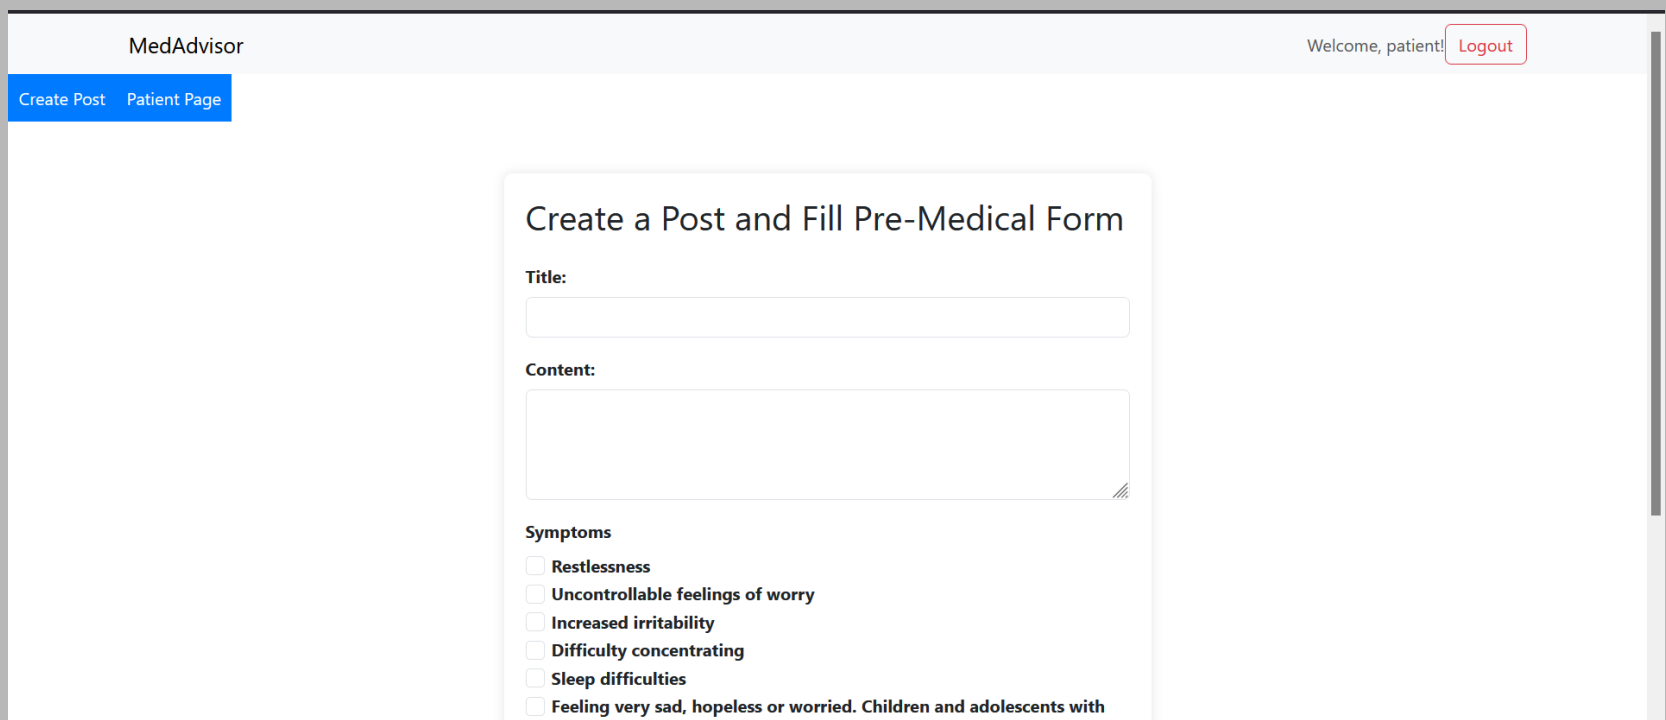 MedAdvisor
Welcome, patient! Logout
Create Post Patient Page
Create a Post and Fill Pre-Medical Form
Title:
Content:
Symptoms
Restlessness
Uncontrollable feelings of worry
Increased irritability
Difficulty concentrating
Sleep difficulties
Feeling very sad, hopeless or worried. Children and adolescents with